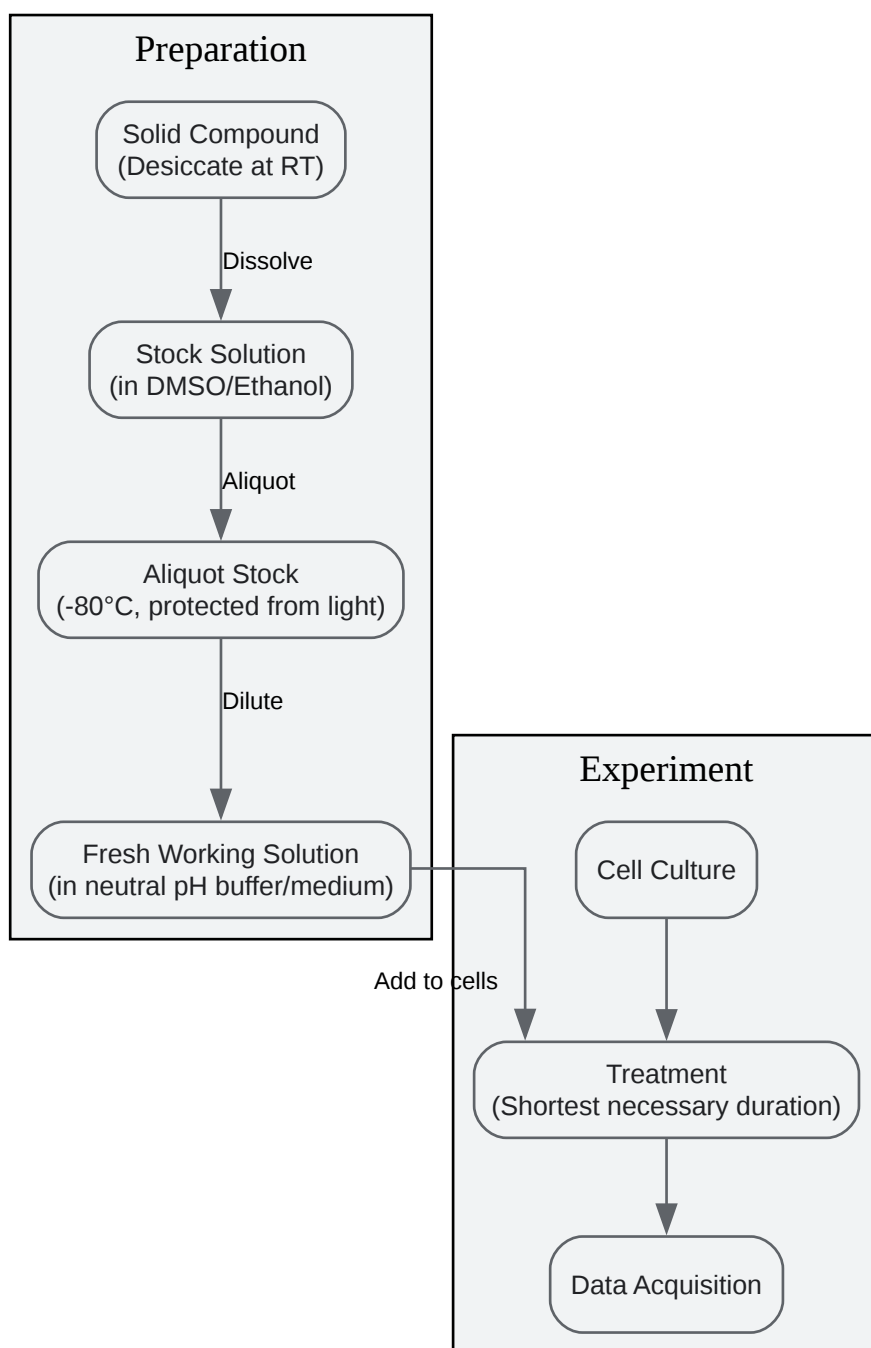 Preparation
Solid Compound
(Desiccate at RT)
Dissolve
Stock Solution
(in DMSO/Ethanol)
Aliquot
Aliquot Stock
(-80°C, protected from light)
Dilute
Fresh Working Solution
(in neutral pH buffer/medium)
Add to cells
Experiment
Cell Culture
Treatment
(Shortest necessary duration)
Data Acquisition